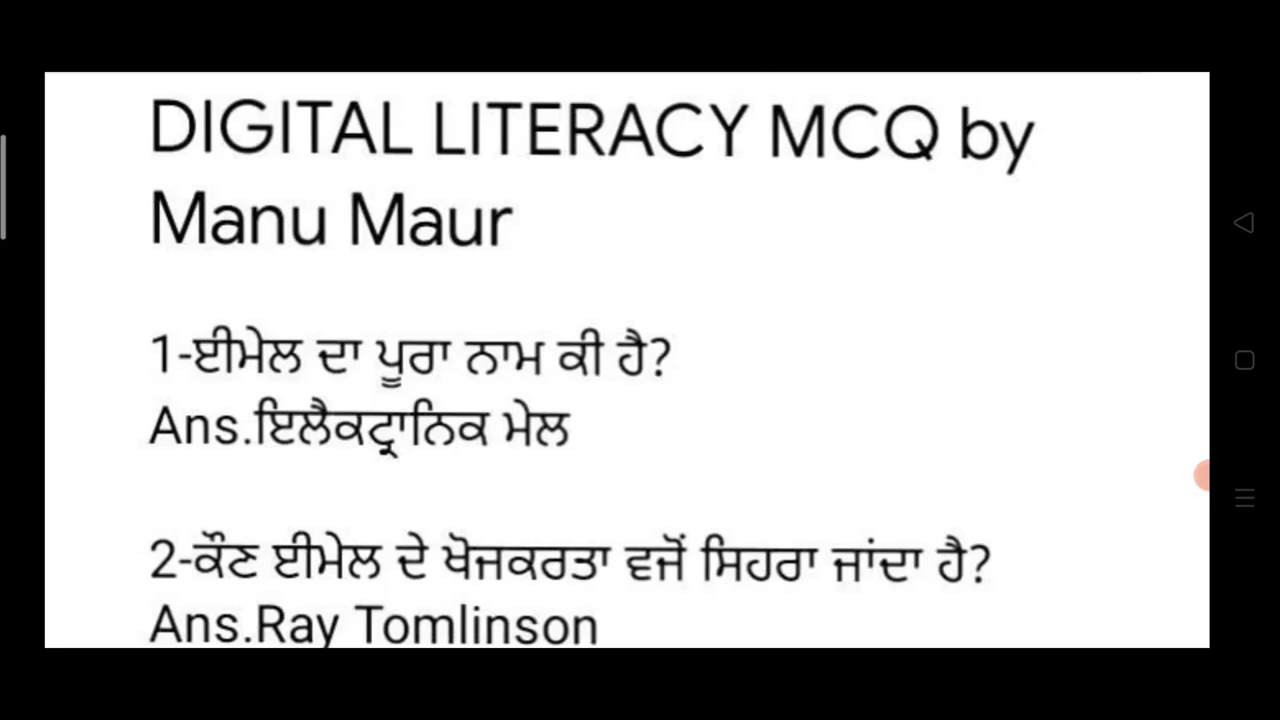 DIGITAL LITERACY MCQ by
Manu Maur
1-ਈਮੇਲ ਦਾ ਪੂਰਾ ਨਾਮ ਕੀ ਹੈ?
Ans.ਇਲੈਕਟ੍ਰਾਨਿਕ ਮੇਲ
2-ਕੌਣ ਈਮੇਲ ਦੇ ਖੋਜਕਰਤਾ ਵਜੋਂ ਸਿਹਰਾ ਜਾਂਦਾ ਹੈ?
Ans.Ray Tomlinson